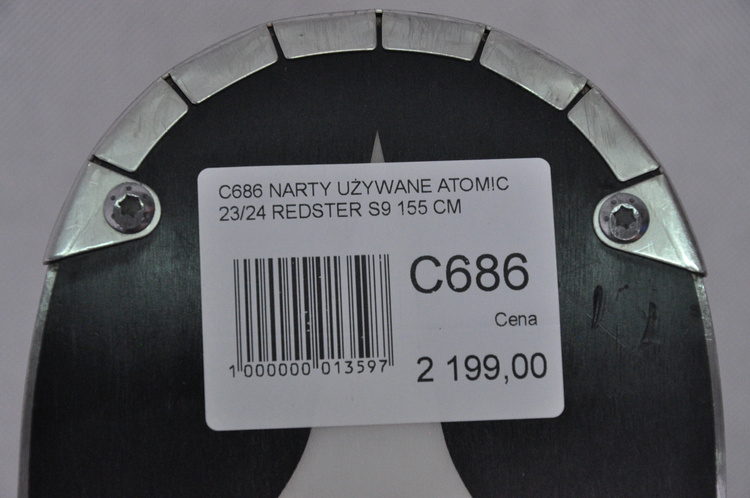 C686 NARTY UŻYWANE ATOMIC
23/24 REDSTER S9 155 CM
C686
Cena
2 199,00
1 000000 013597